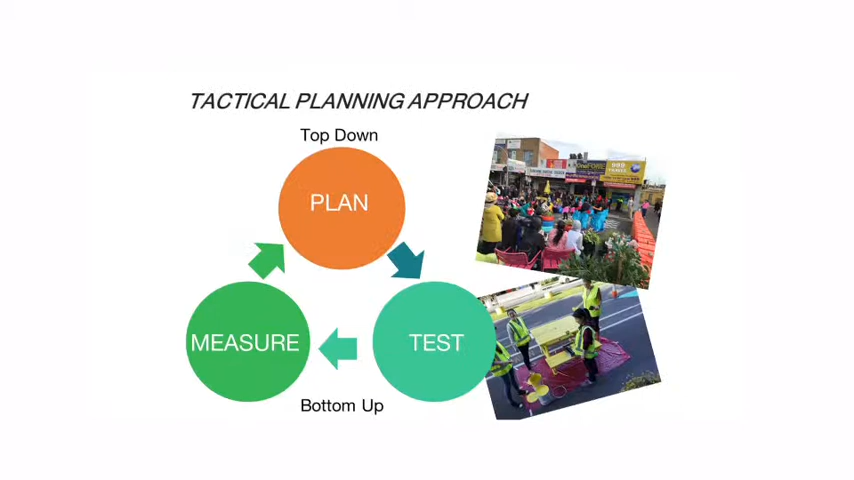 TACTICAL PLANNING APPROACH
Top Down
PLAN
MEASURE
TEST
Bottom Up